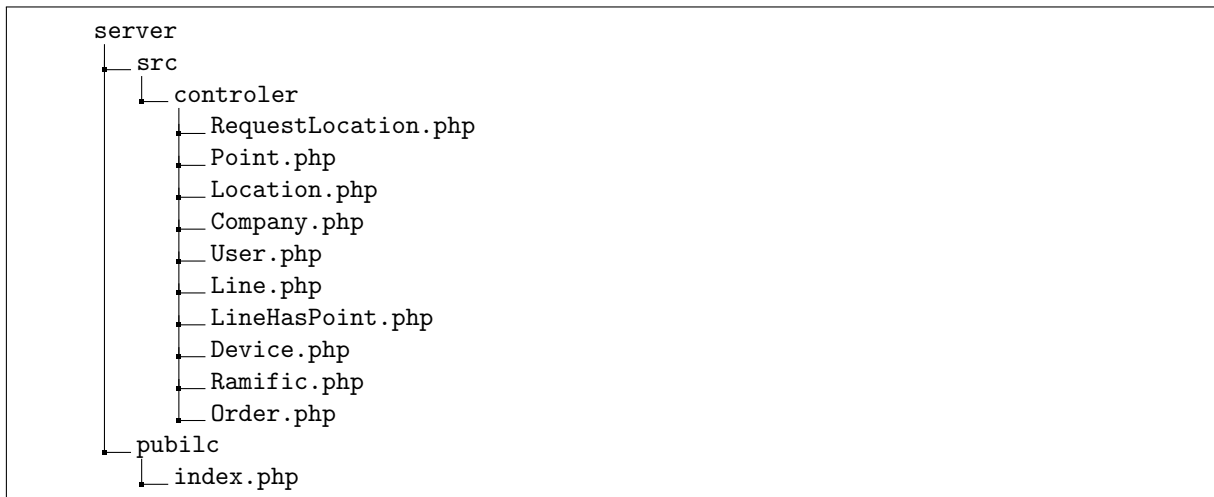 server
src
controler
RequestLocation.php
Point.php
Location.php
Company.php
User.php
Line.php
LineHasPoint.php
Device.php
Ramific.php
Order.php
pubilc
index.php